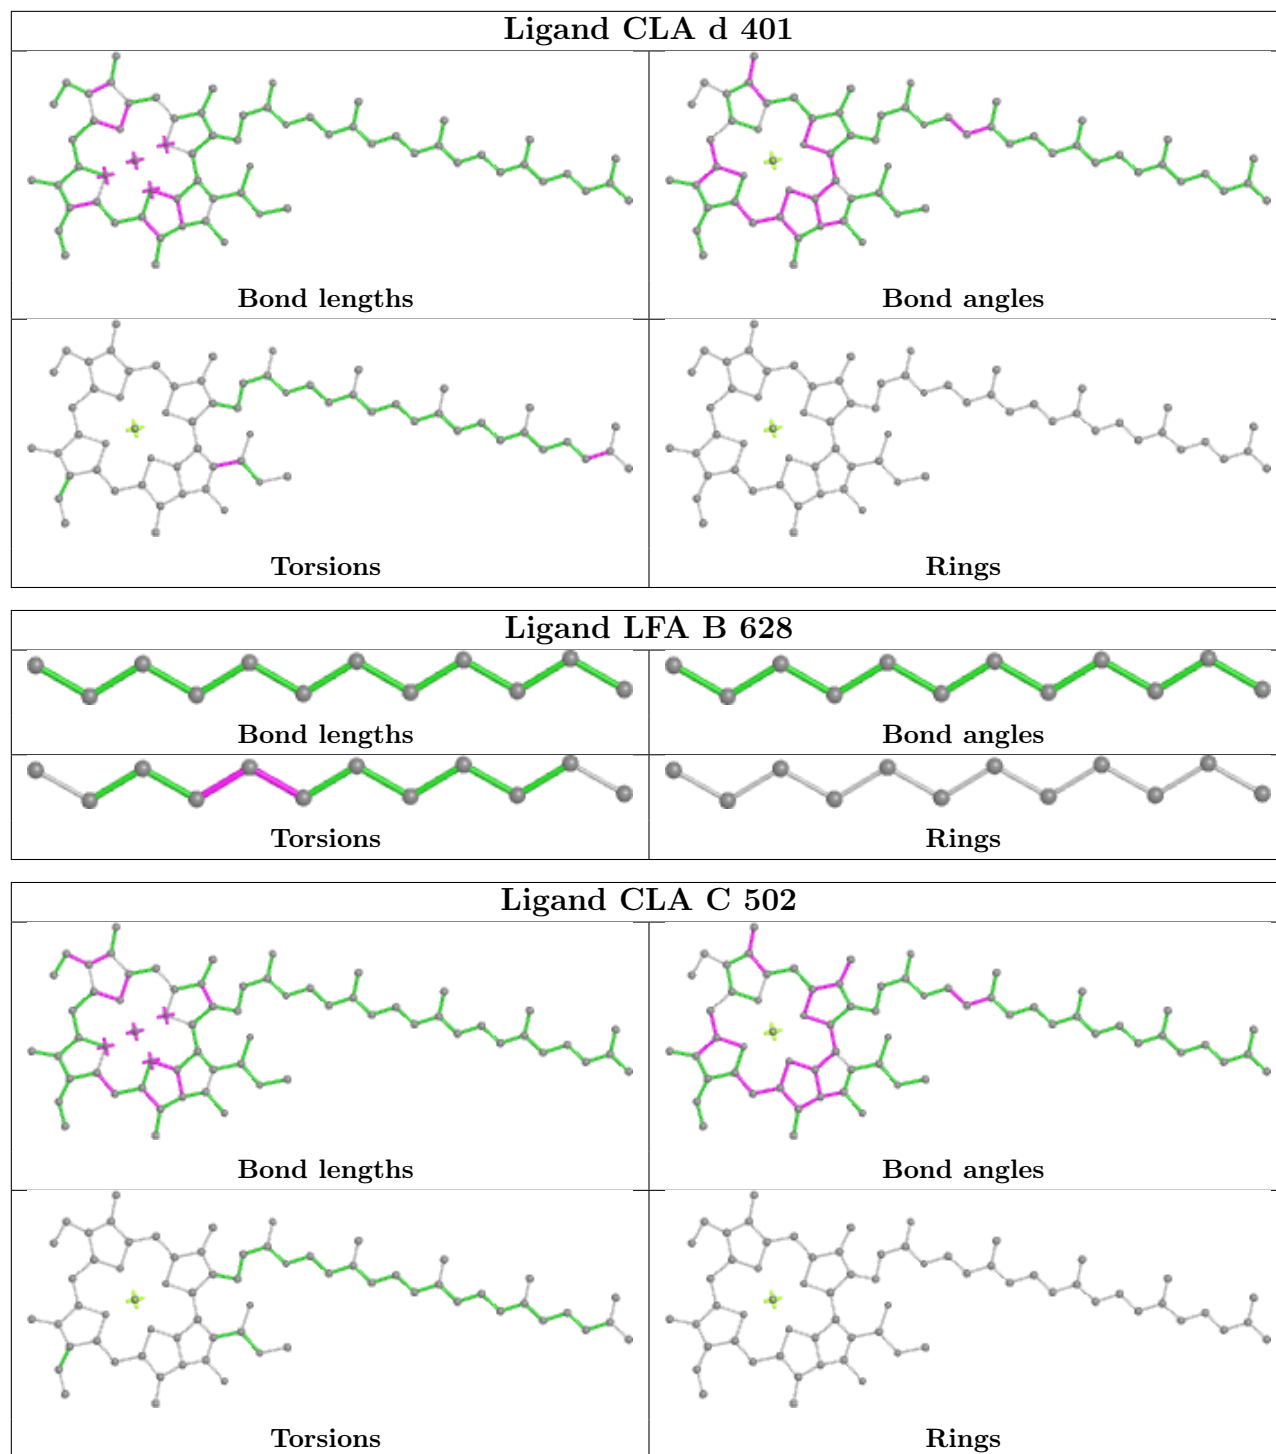 Ligand CLA d 401
Bond lengths
Bond angles
Torsions
Rings
Ligand LFA B 628
Bond lengths
Bond angles
Torsions
Rings
Ligand CLA C 502
Bond lengths
Bond angles
Torsions
Rings